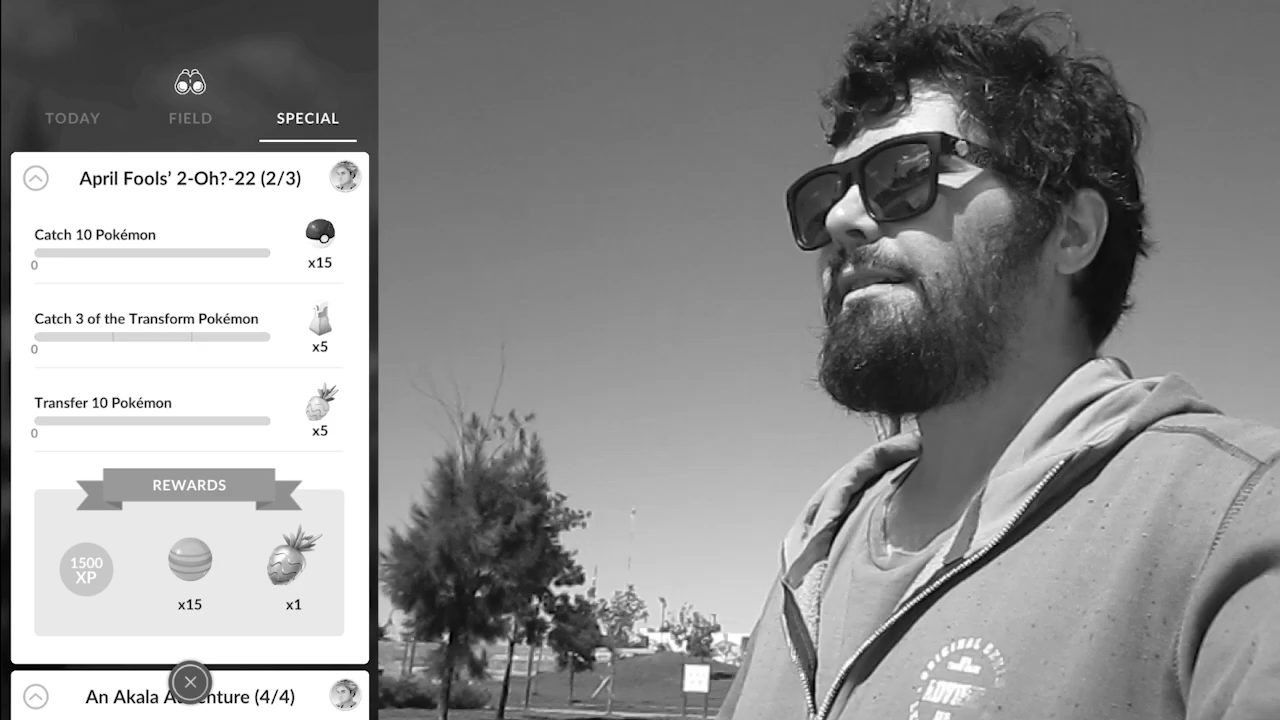 TODAY FIELD SPECIAL
April Fools' 2-Oh?-22 (2/3)
Catch 10 Pokémon
0
x15
Catch 3 of the Transform Pokémon
0
x5
Transfer 10 Pokémon
0
x5
REWARDS
1500
XP
x15
x1
An Akala (4/4)